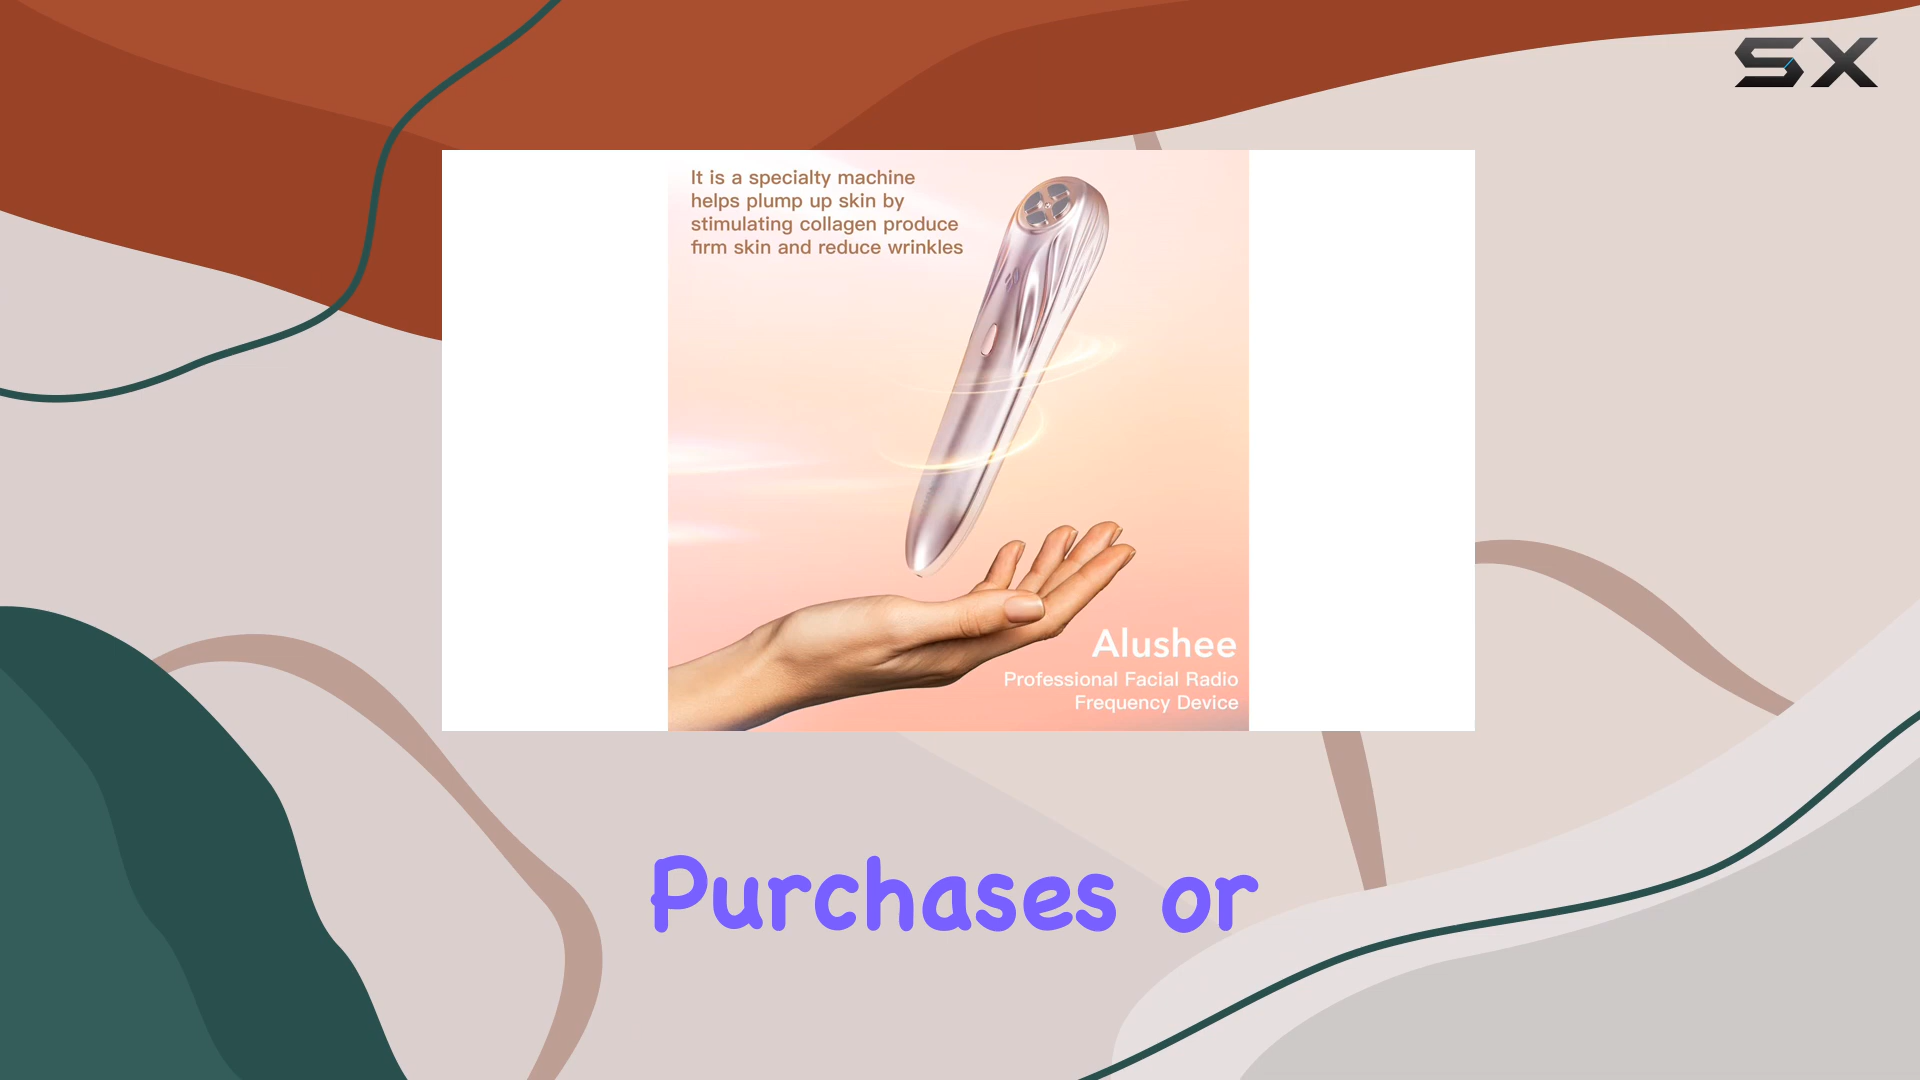 SX
It is a specialty machine
helps plump up skin by
stimulating collagen produce
firm skin and reduce wrinkles
Alushee
Professional Facial Radio
Frequency Device
Purchases or